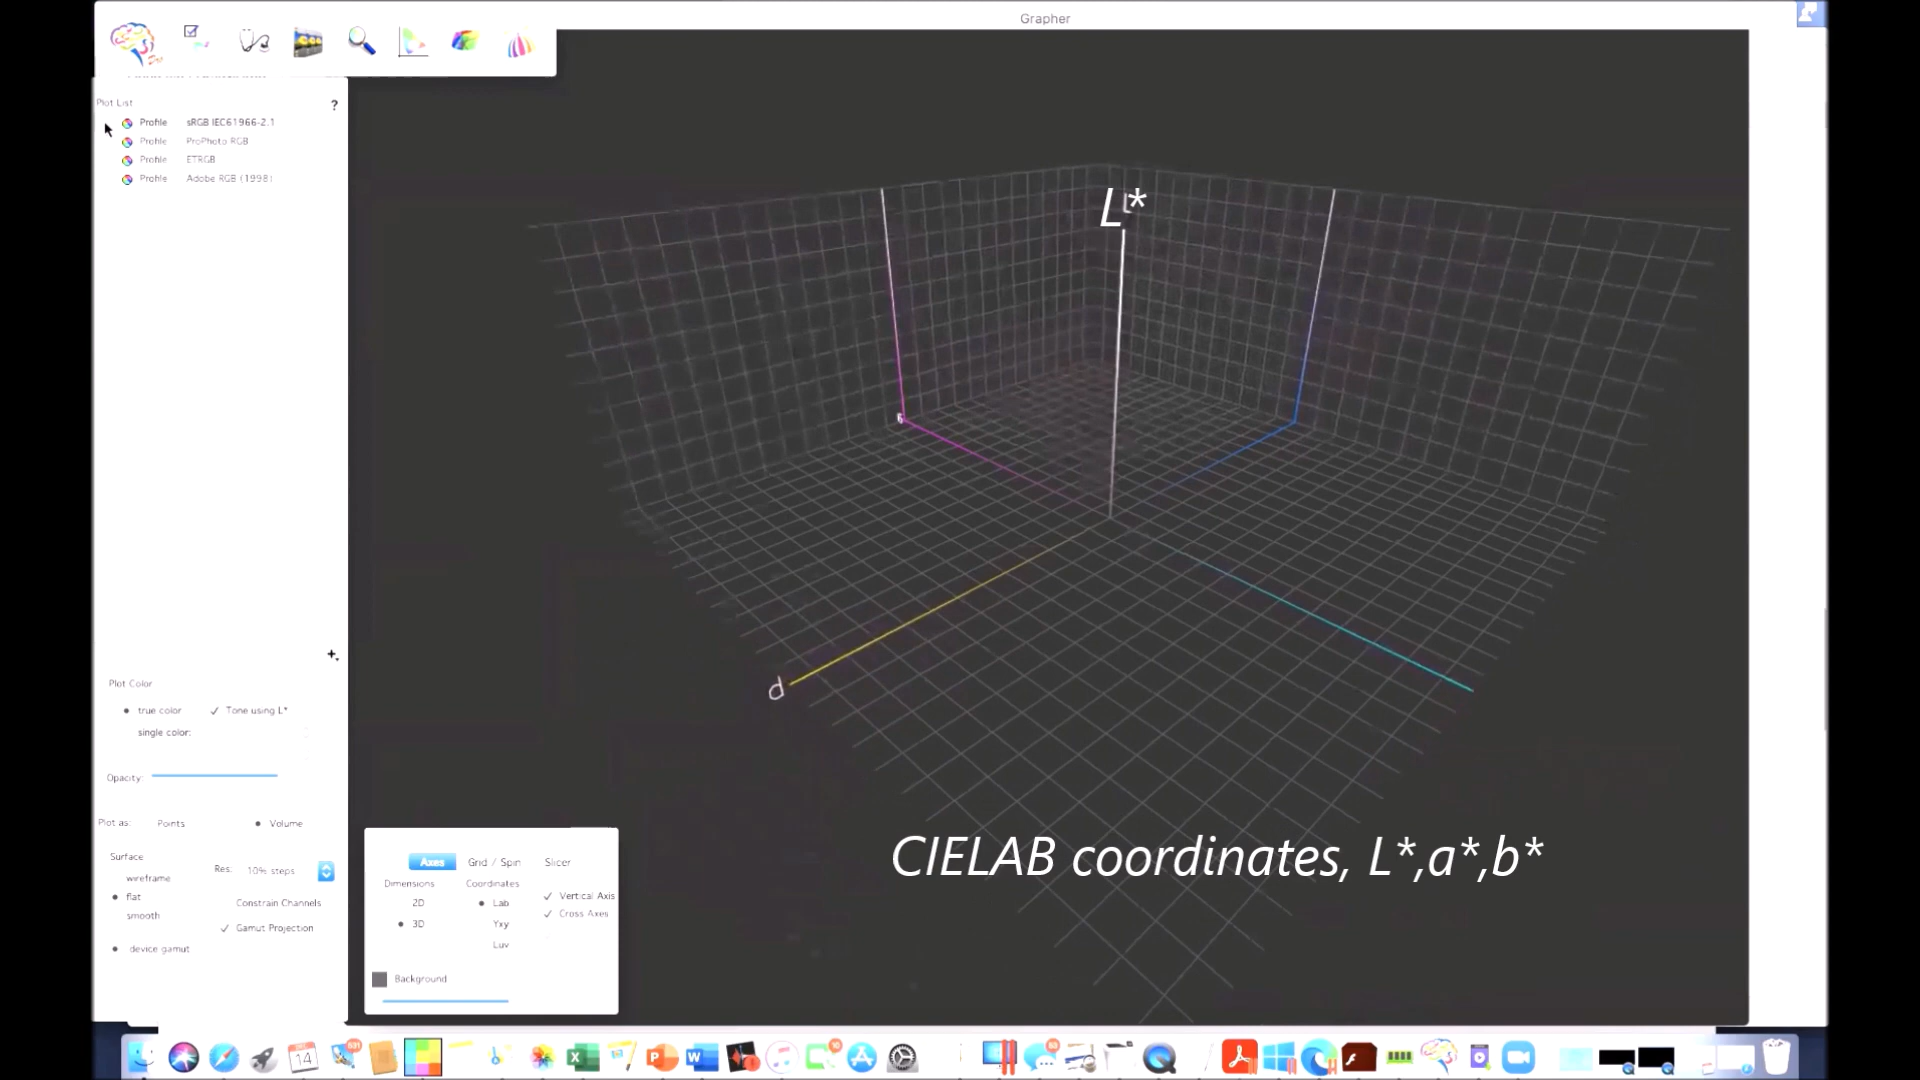 Grapher
Plot List
?
Profile sRGB IEC61966-2.1
Profile ProPhoto RGB
Profile ETRGB
Profile Adobe RGB (1998)
L*
d
Plot Color
true color Tone using L*
single color:
Opacity:
Plot as: Points Volume
Surface
wireframe
flat
smooth
Res: 10% steps
Constrain Channels
Gamut Projection
device gamut
Axes Grid / Spin Slicer
Dimensions Coordinates
2D Lab
3D Yxy
Luv
Vertical Axis
Cross Axes
Background
CIELAB coordinates, L*,a*,b*
14